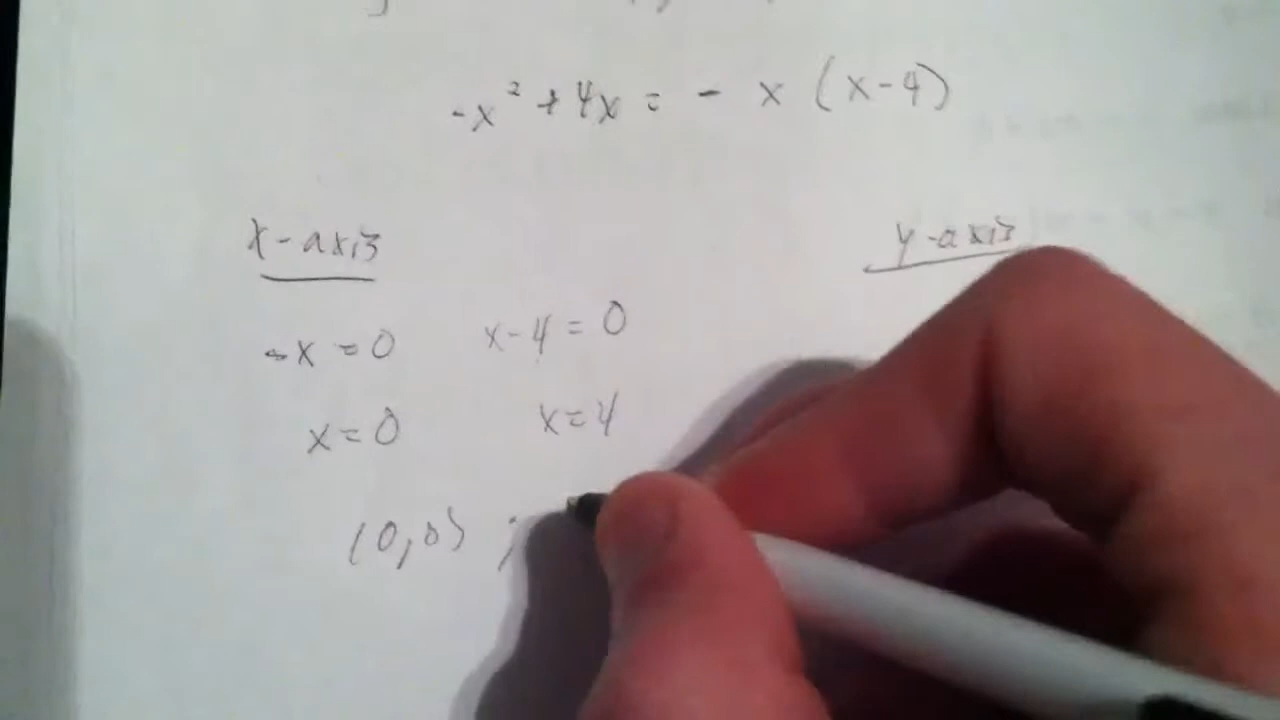 -x² + 4x = - x (x-4)
x-axis y-axis
-x = 0 x-4 = 0
x = 0 x = 4
(0,0) ;